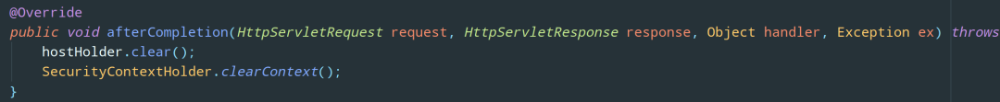 @Override
public void afterCompletion(HttpServletRequest request, HttpServletResponse response, Object handler, Exception ex) throws
hostHolder.clear();
SecurityContextHolder.clearContext();
}